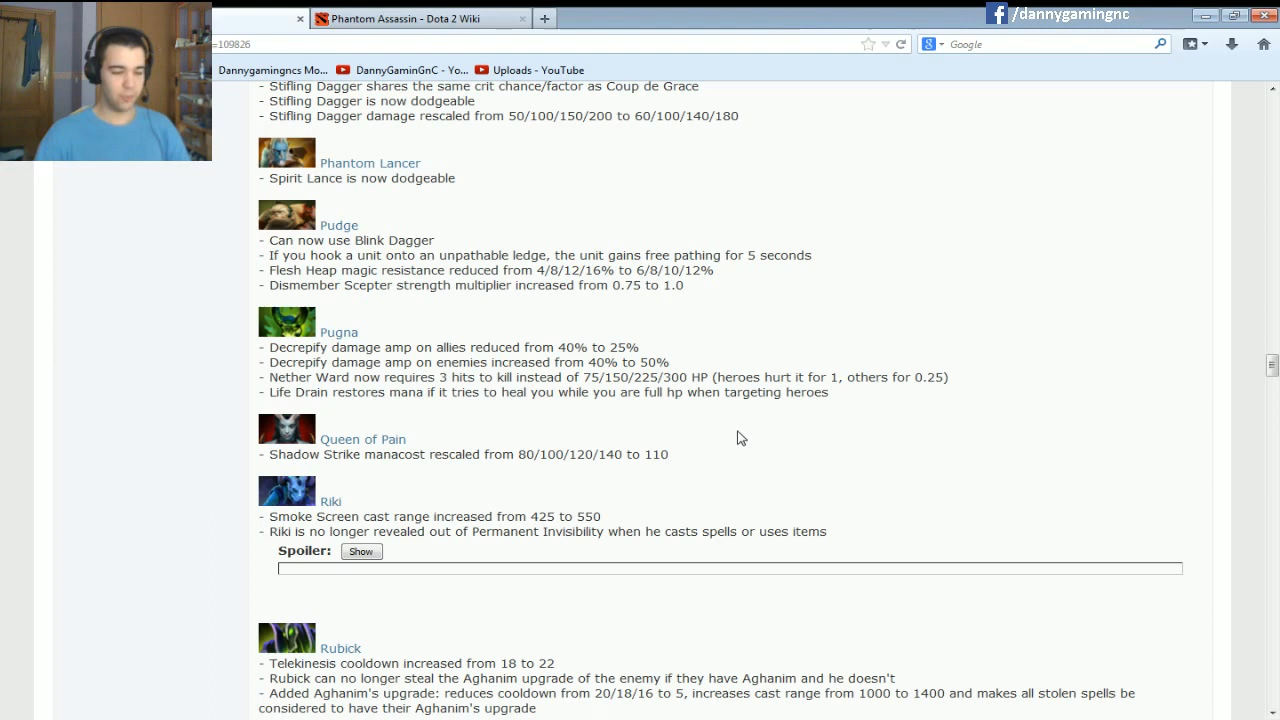 /dannygamingnc
Phantom Assassin - Dota 2 Wiki
=109826
Google
Dannygamingncs Mo...
DannyGaminGnC - Yo...
Uploads - YouTube
- Stifling Dagger shares the same crit chance/factor as Coup de Grace
- Stifling Dagger is now dodgeable
- Stifling Dagger damage rescaled from 50/100/150/200 to 60/100/140/180
Phantom Lancer
- Spirit Lance is now dodgeable
Pudge
- Can now use Blink Dagger
- If you hook a unit onto an unpathable ledge, the unit gains free pathing for 5 seconds
- Flesh Heap magic resistance reduced from 4/8/12/16% to 6/8/10/12%
- Dismember Scepter strength multiplier increased from 0.75 to 1.0
Pugna
- Decrepify damage amp on allies reduced from 40% to 25%
- Decrepify damage amp on enemies increased from 40% to 50%
- Nether Ward now requires 3 hits to kill instead of 75/150/225/300 HP (heroes hurt it for 1, others for 0.25)
- Life Drain restores mana if it tries to heal you while you are full hp when targeting heroes
Queen of Pain
- Shadow Strike manacost rescaled from 80/100/120/140 to 110
Riki
- Smoke Screen cast range increased from 425 to 550
- Riki is no longer revealed out of Permanent Invisibility when he casts spells or uses items
Spoiler: Show
Rubick
- Telekinesis cooldown increased from 18 to 22
- Rubick can no longer steal the Aghanim upgrade of the enemy if they have Aghanim and he doesn't
- Added Aghanim's upgrade: reduces cooldown from 20/18/16 to 5, increases cast range from 1000 to 1400 and makes all stolen spells be
considered to have their Aghanim's upgrade